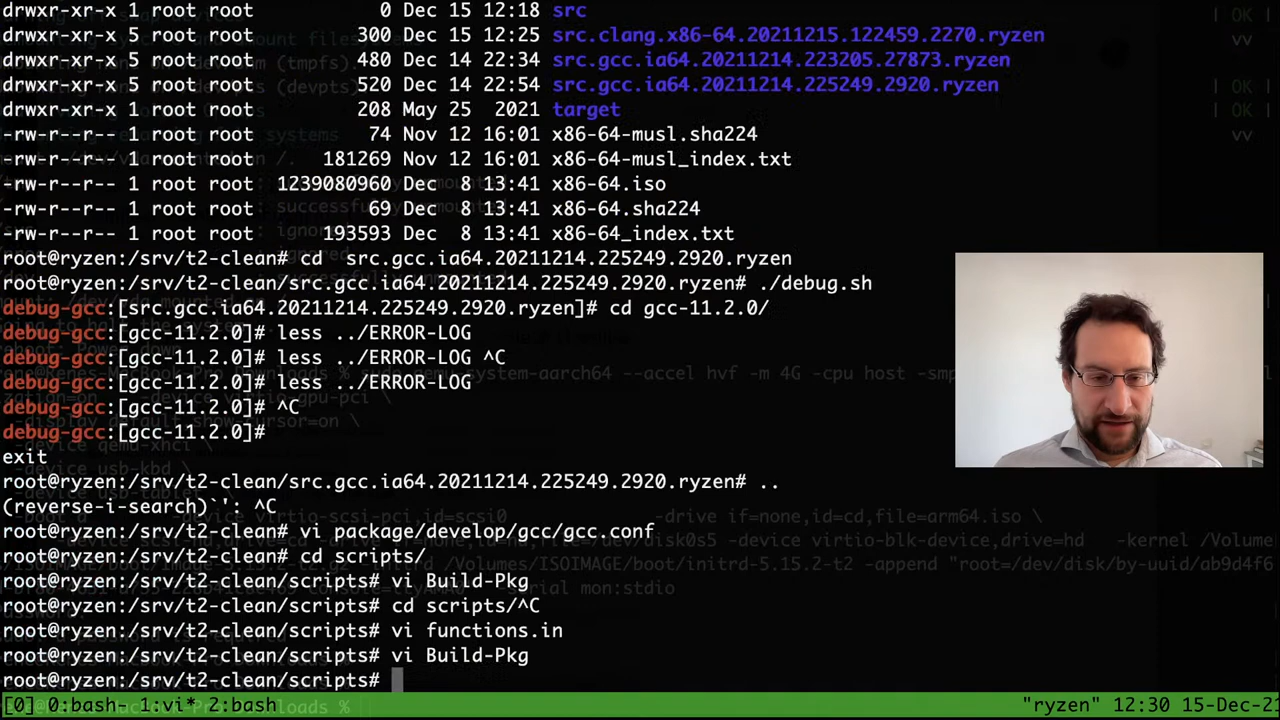 drwxr-xr-x 1 root root 0 Dec 15 12:18 src
drwxr-xr-x 5 root root 300 Dec 15 12:25 src.clang.x86-64.20211215.122459.2270.ryzen
drwxr-xr-x 5 root root 480 Dec 14 22:34 src.gcc.ia64.20211214.223205.27873.ryzen
drwxr-xr-x 5 root root 520 Dec 14 22:54 src.gcc.ia64.20211214.225249.2920.ryzen
drwxr-xr-x 1 root root 208 May 25 2021 target
-rw-r--r-- 1 root root 74 Nov 12 16:01 x86-64-musl.sha224
-rw-r--r-- 1 root root 181269 Nov 12 16:01 x86-64-musl_index.txt
-rw-r--r-- 1 root root 1239080960 Dec 8 13:41 x86-64.iso
-rw-r--r-- 1 root root 69 Dec 8 13:41 x86-64.sha224
-rw-r--r-- 1 root root 193593 Dec 8 13:41 x86-64_index.txt
root@ryzen:/srv/t2-clean# cd src.gcc.ia64.20211214.225249.2920.ryzen
root@ryzen:/srv/t2-clean/src.gcc.ia64.20211214.225249.2920.ryzen# ./debug.sh
debug-gcc:[src.gcc.ia64.20211214.225249.2920.ryzen]# cd gcc-11.2.0/
debug-gcc:[gcc-11.2.0]# less ../ERROR-LOG
debug-gcc:[gcc-11.2.0]# less ../ERROR-LOG ^C
debug-gcc:[gcc-11.2.0]# less ../ERROR-LOG
debug-gcc:[gcc-11.2.0]# ^C
debug-gcc:[gcc-11.2.0]#
exit
root@ryzen:/srv/t2-clean/src.gcc.ia64.20211214.225249.2920.ryzen# ..
(reverse-i-search)`': ^C
root@ryzen:/srv/t2-clean# vi package/develop/gcc/gcc.conf
root@ryzen:/srv/t2-clean# cd scripts/
root@ryzen:/srv/t2-clean/scripts# vi Build-Pkg
root@ryzen:/srv/t2-clean/scripts# cd scripts/^C
root@ryzen:/srv/t2-clean/scripts# vi functions.in
root@ryzen:/srv/t2-clean/scripts# vi Build-Pkg
root@ryzen:/srv/t2-clean/scripts#
[0] 0:bash- 1:vi* 2:bash "ryzen" 12:30 15-Dec-21